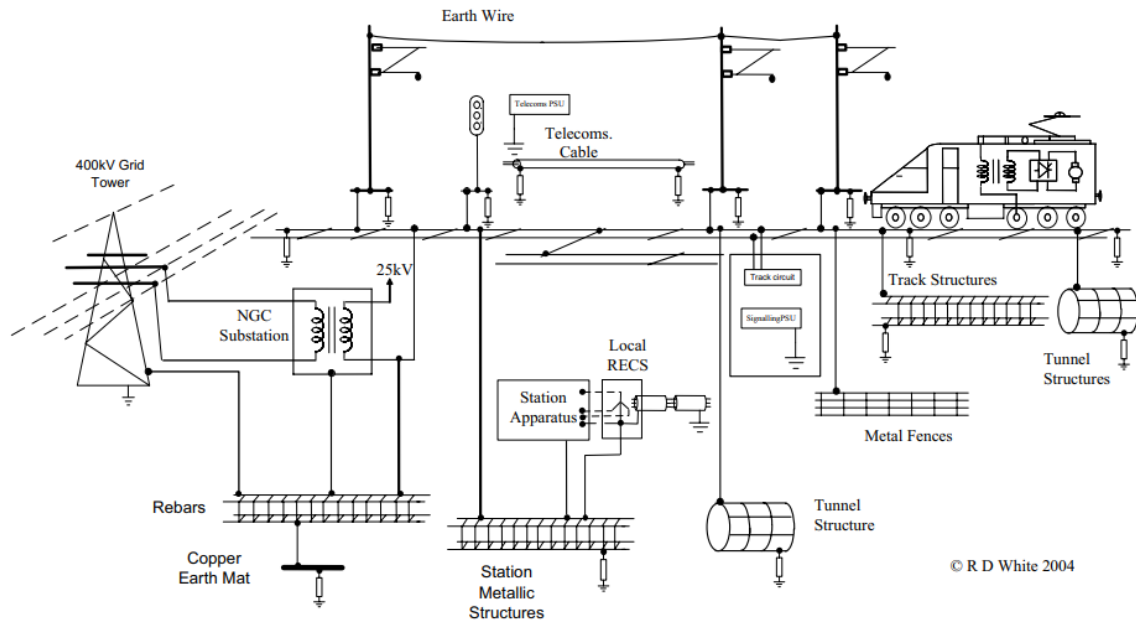 Earth Wire
Telecoms PSU
Telecoms.
Cable
400kV Grid
Tower
25kV
NGC
Substation
Track circuit
SignallingPSU
Track Structures
Tunnel
Structures
Local
RECS
Station
Apparatus
Metal Fences
Rebars
Tunnel
Structure
Copper
Earth Mat
Station
Metallic
Structures
© R D White 2004